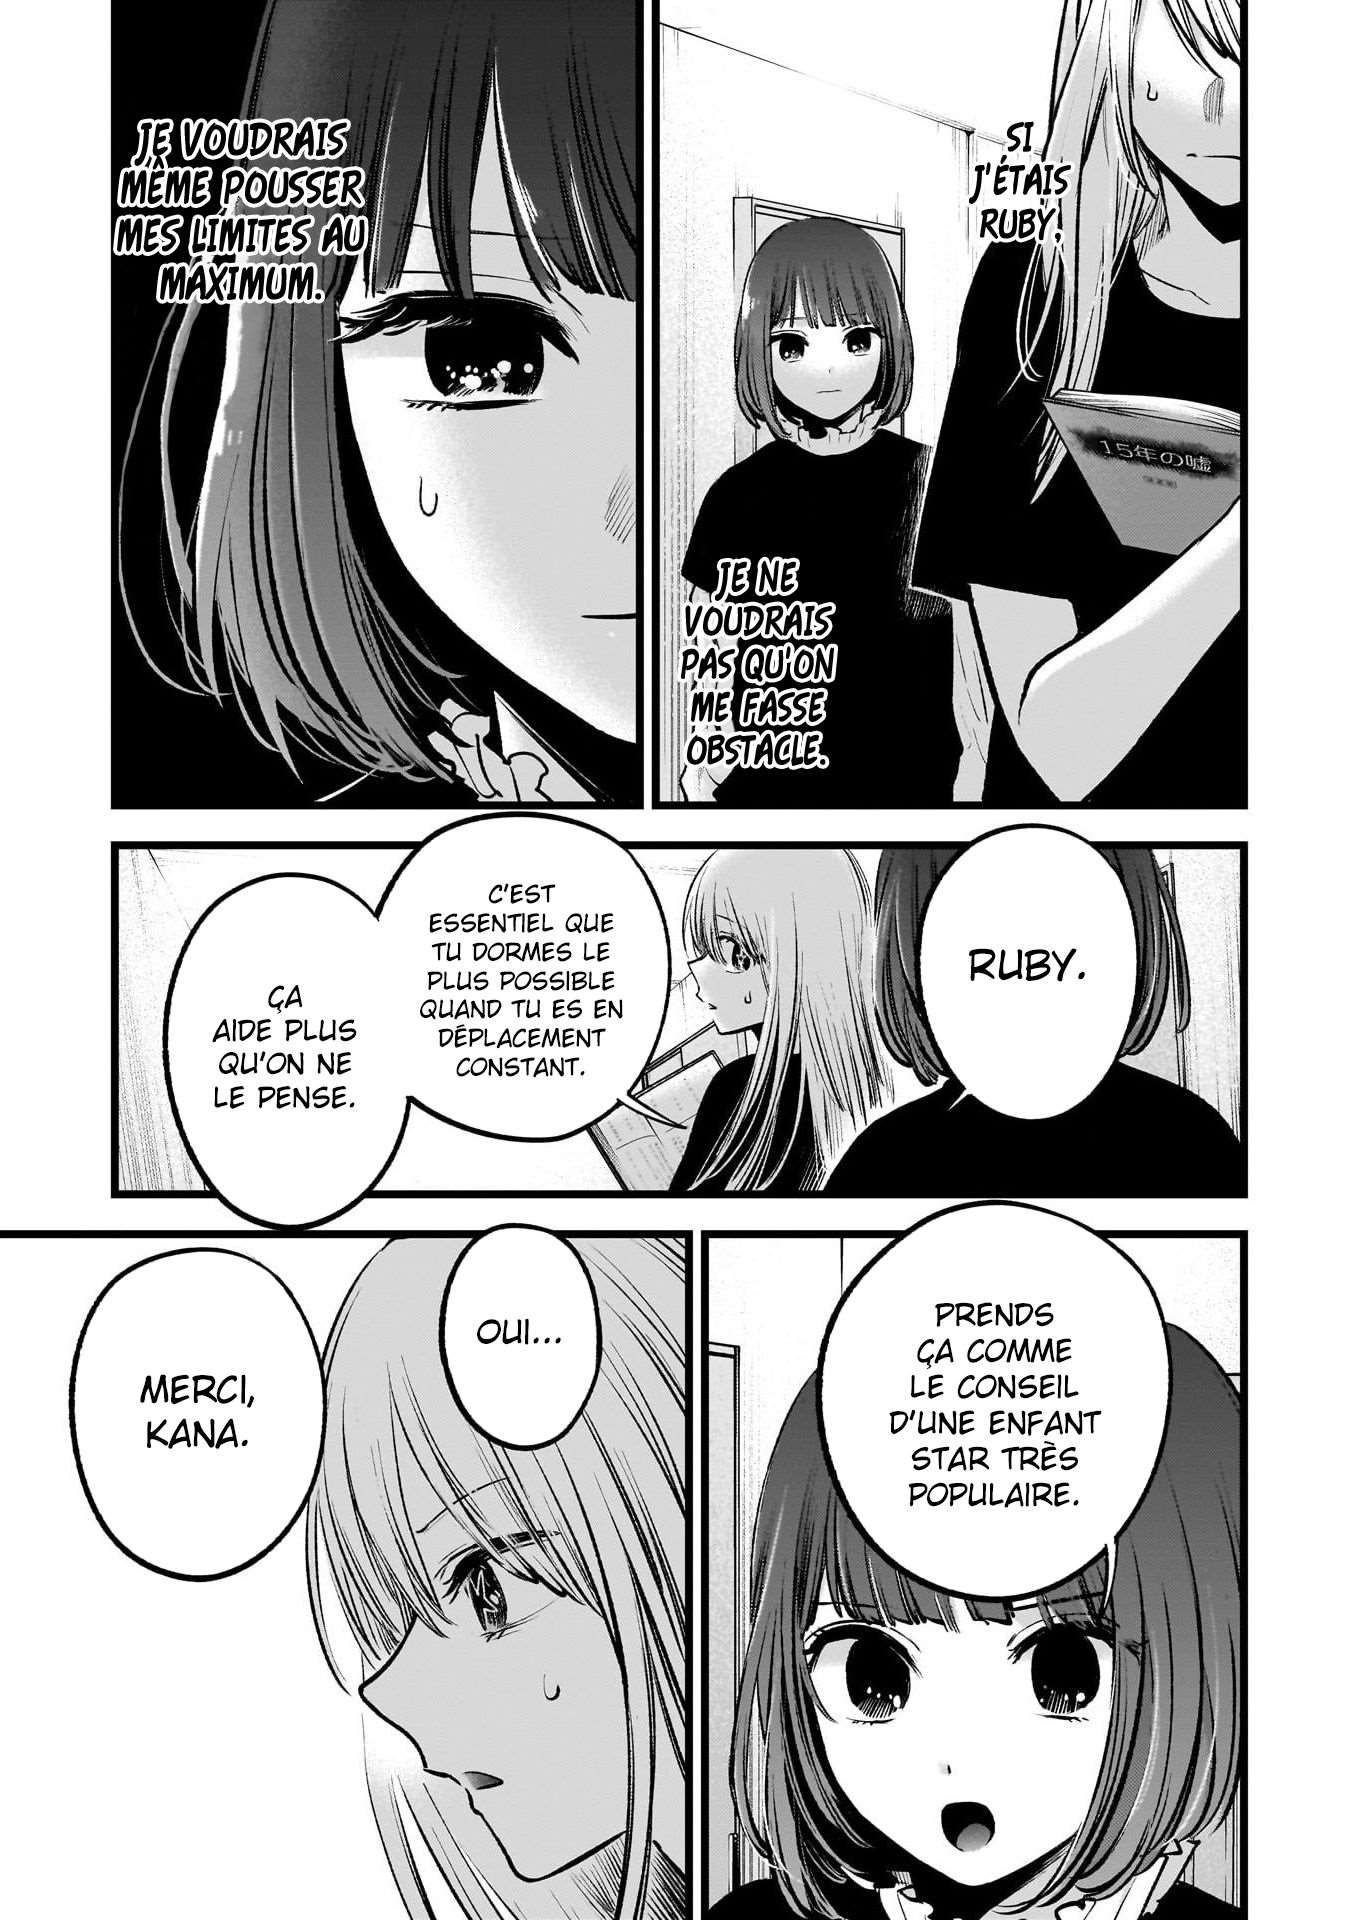 SI
J'ÉTAIS
RUBY,
15年の嘘
JE NE
VOUDRAIS
PAS QU'ON
ME FASSE
OBSTACLE.
JE VOUDRAIS
MÊME POUSSER
MES LIMITES AU
MAXIMUM.
RUBY.
C'EST
ESSENTIEL QUE
TU DORMES LE
PLUS POSSIBLE
QUAND TU ES EN
DÉPLACEMENT
CONSTANT.
ÇA
AIDE PLUS
QU'ON NE
LE PENSE.
PRENDS
ÇA COMME
LE CONSEIL
D'UNE ENFANT
STAR TRÈS
POPULAIRE.
OUI...
MERCI,
KANA.